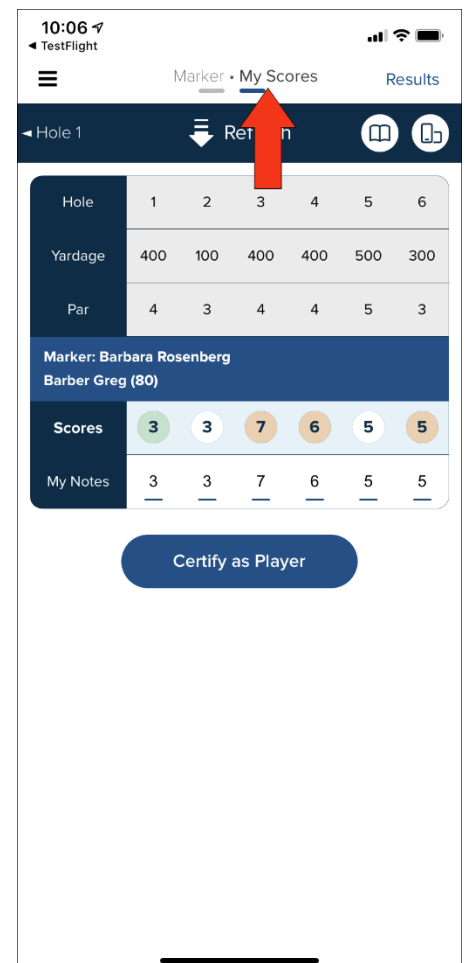 10:06
◄ TestFlight
Marker • My Scores
Results
◄ Hole 1
Hole 1 2 3 4 5 6
Yardage 400 100 400 400 500 300
Par 4 3 4 4 5 3
Marker: Barbara Rosenberg
Barber Greg (80)
Scores 3 3 7 6 5 5
My Notes 3 3 7 6 5 5
Certify as Player